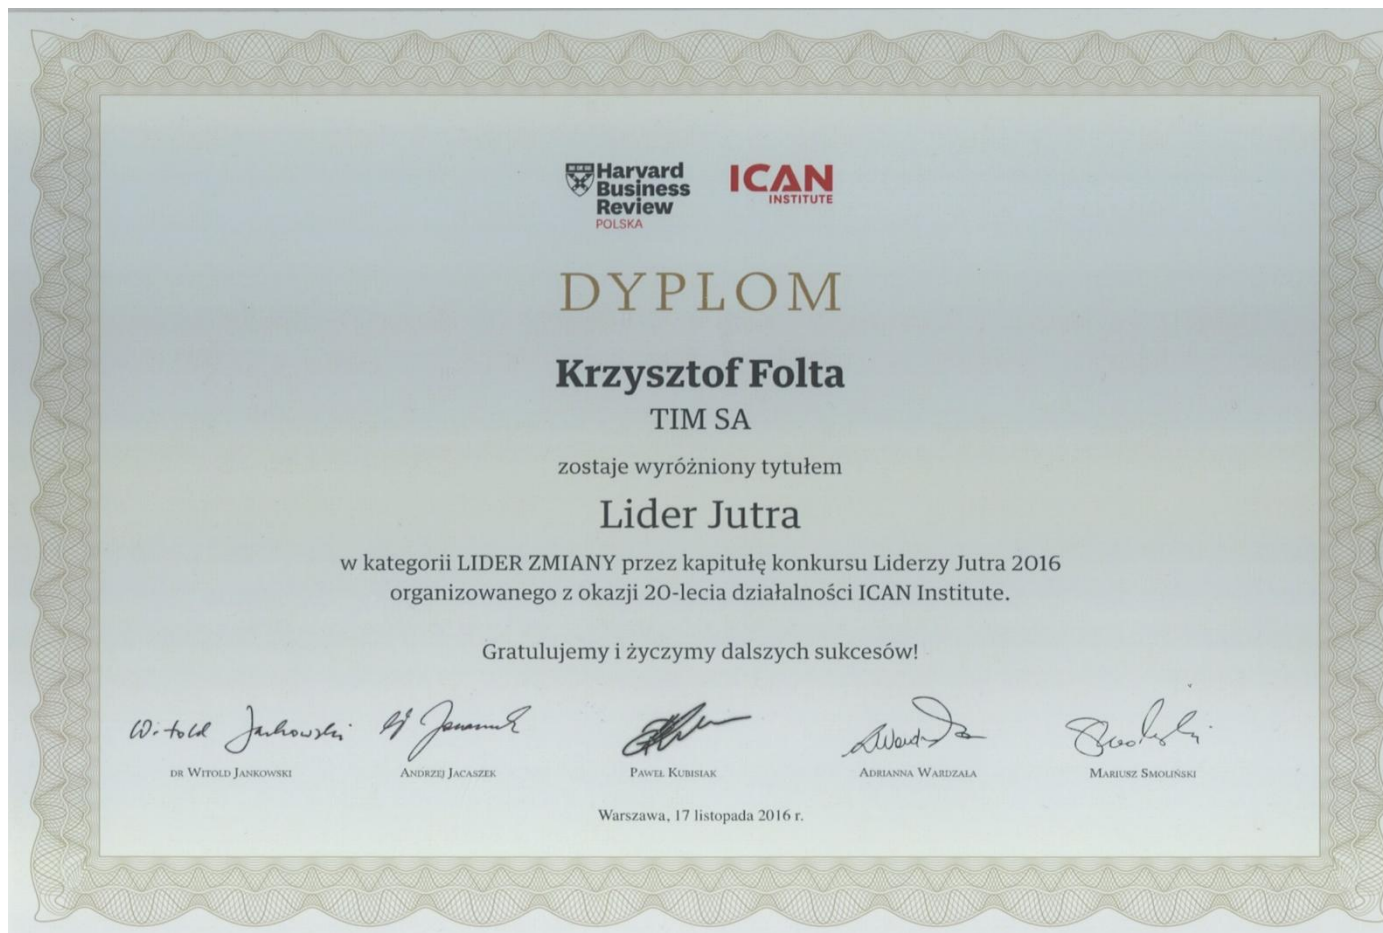 Harvard
Business
Review
POLSKA
ICAN
INSTITUTE
DYPLOM
Krzysztof Folta
TIM SA
zostaje wyróżniony tytułem
Lider Jutra
w kategorii LIDER ZMIANY przez kapitułę konkursu Liderzy Jutra 2016
organizowanego z okazji 20-lecia działalności ICAN Institute.
Gratulujemy i życzymy dalszych sukcesów!
Witold Jankowski
DR WITOLD JANKOWSKI
ANDRZEJ JACASZEK
PAWEŁ KUBISIAK
ADRIANNA WARDZAŁA
MARIUSZ SMOLIŃSKI
Warszawa, 17 listopada 2016 r.